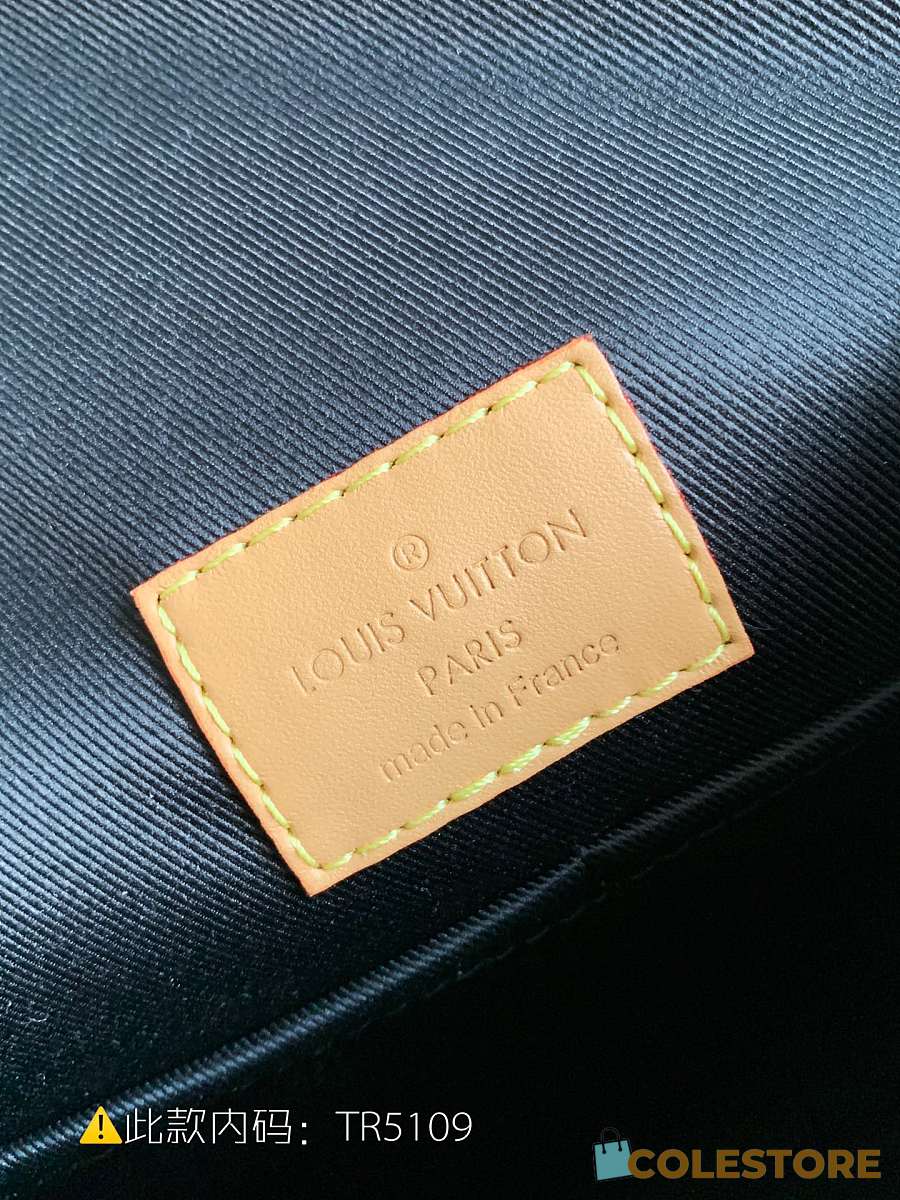 ®
LOUIS VUITTON
PARIS
made in France
⚠此款内码：TR5109
COLESTORE